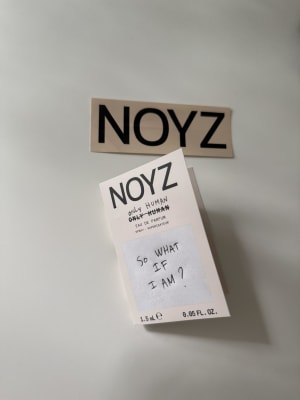 NOYZ
NOYZ
only HUMAN
ONLY HUMAN
EAU DE PARFUM
SO WHAT
IF
I AM?
1.5 mL e 0.05 FL. OZ.